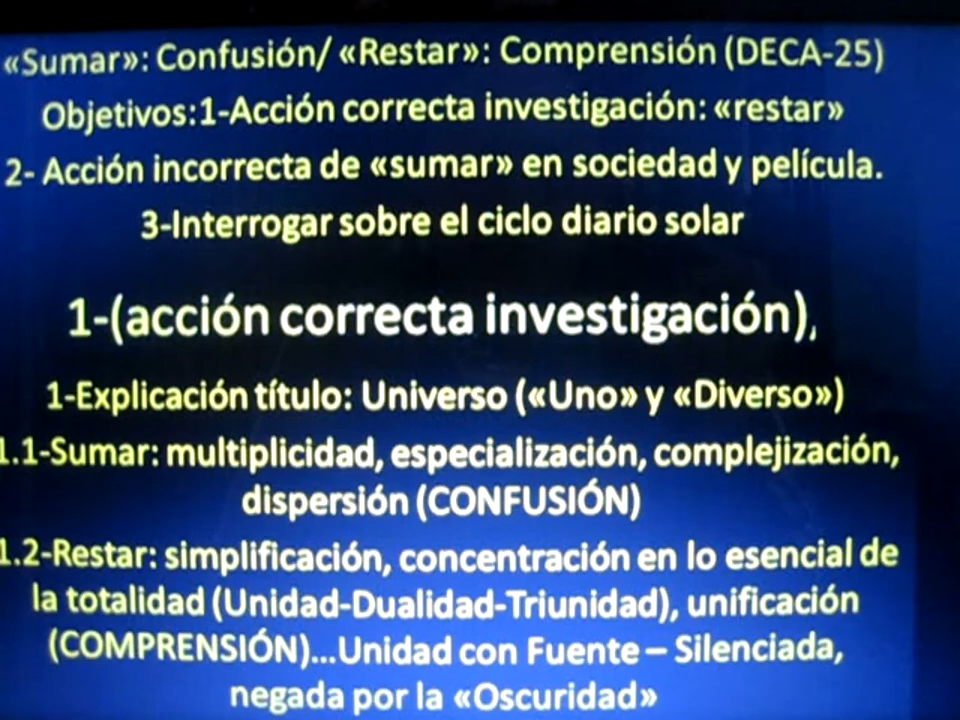 «Sumar»: Confusión/ «Restar»: Comprensión (DECA-25)
Objetivos:1-Acción correcta investigación: «restar»
2- Acción incorrecta de «sumar» en sociedad y película.
3-Interrogar sobre el ciclo diario solar
1-(acción correcta investigación),
1-Explicación título: Universo («Uno» y «Diverso»)
1.1-Sumar: multiplicidad, especialización, complejización,
dispersión (CONFUSIÓN)
1.2-Restar: simplificación, concentración en lo esencial de
la totalidad (Unidad-Dualidad-Triunidad), unificación
(COMPRENSIÓN)...Unidad con Fuente – Silenciada,
negada por la «Oscuridad»